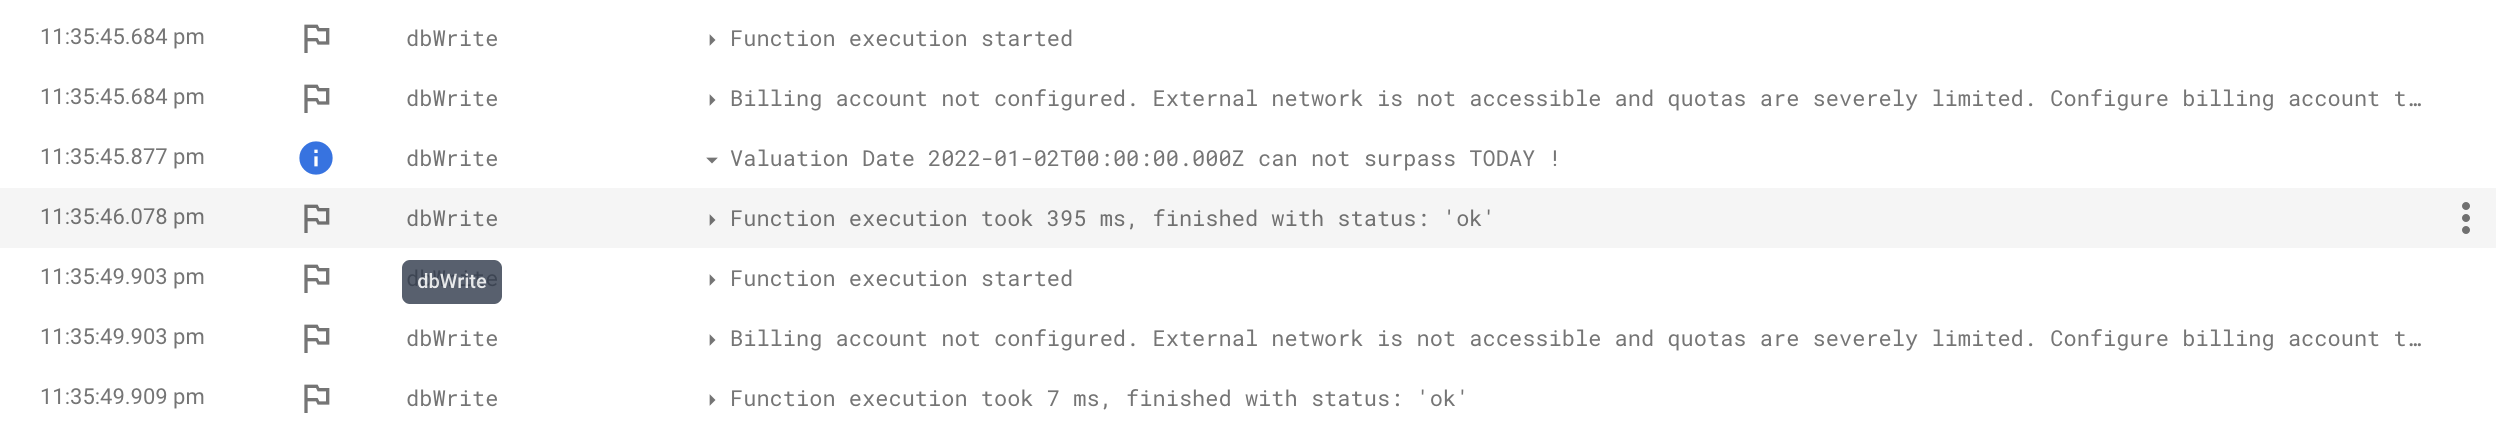 11:35:45.684 pm dbWrite Function execution started
11:35:45.684 pm dbWrite Billing account not configured. External network is not accessible and quotas are severely limited. Configure billing account t…
11:35:45.877 pm dbWrite Valuation Date 2022-01-02T00:00:00.000Z can not surpass TODAY !
11:35:46.078 pm dbWrite Function execution took 395 ms, finished with status: 'ok'
11:35:49.903 pm dbWrite Function execution started
11:35:49.903 pm dbWrite Billing account not configured. External network is not accessible and quotas are severely limited. Configure billing account t…
11:35:49.909 pm dbWrite Function execution took 7 ms, finished with status: 'ok'